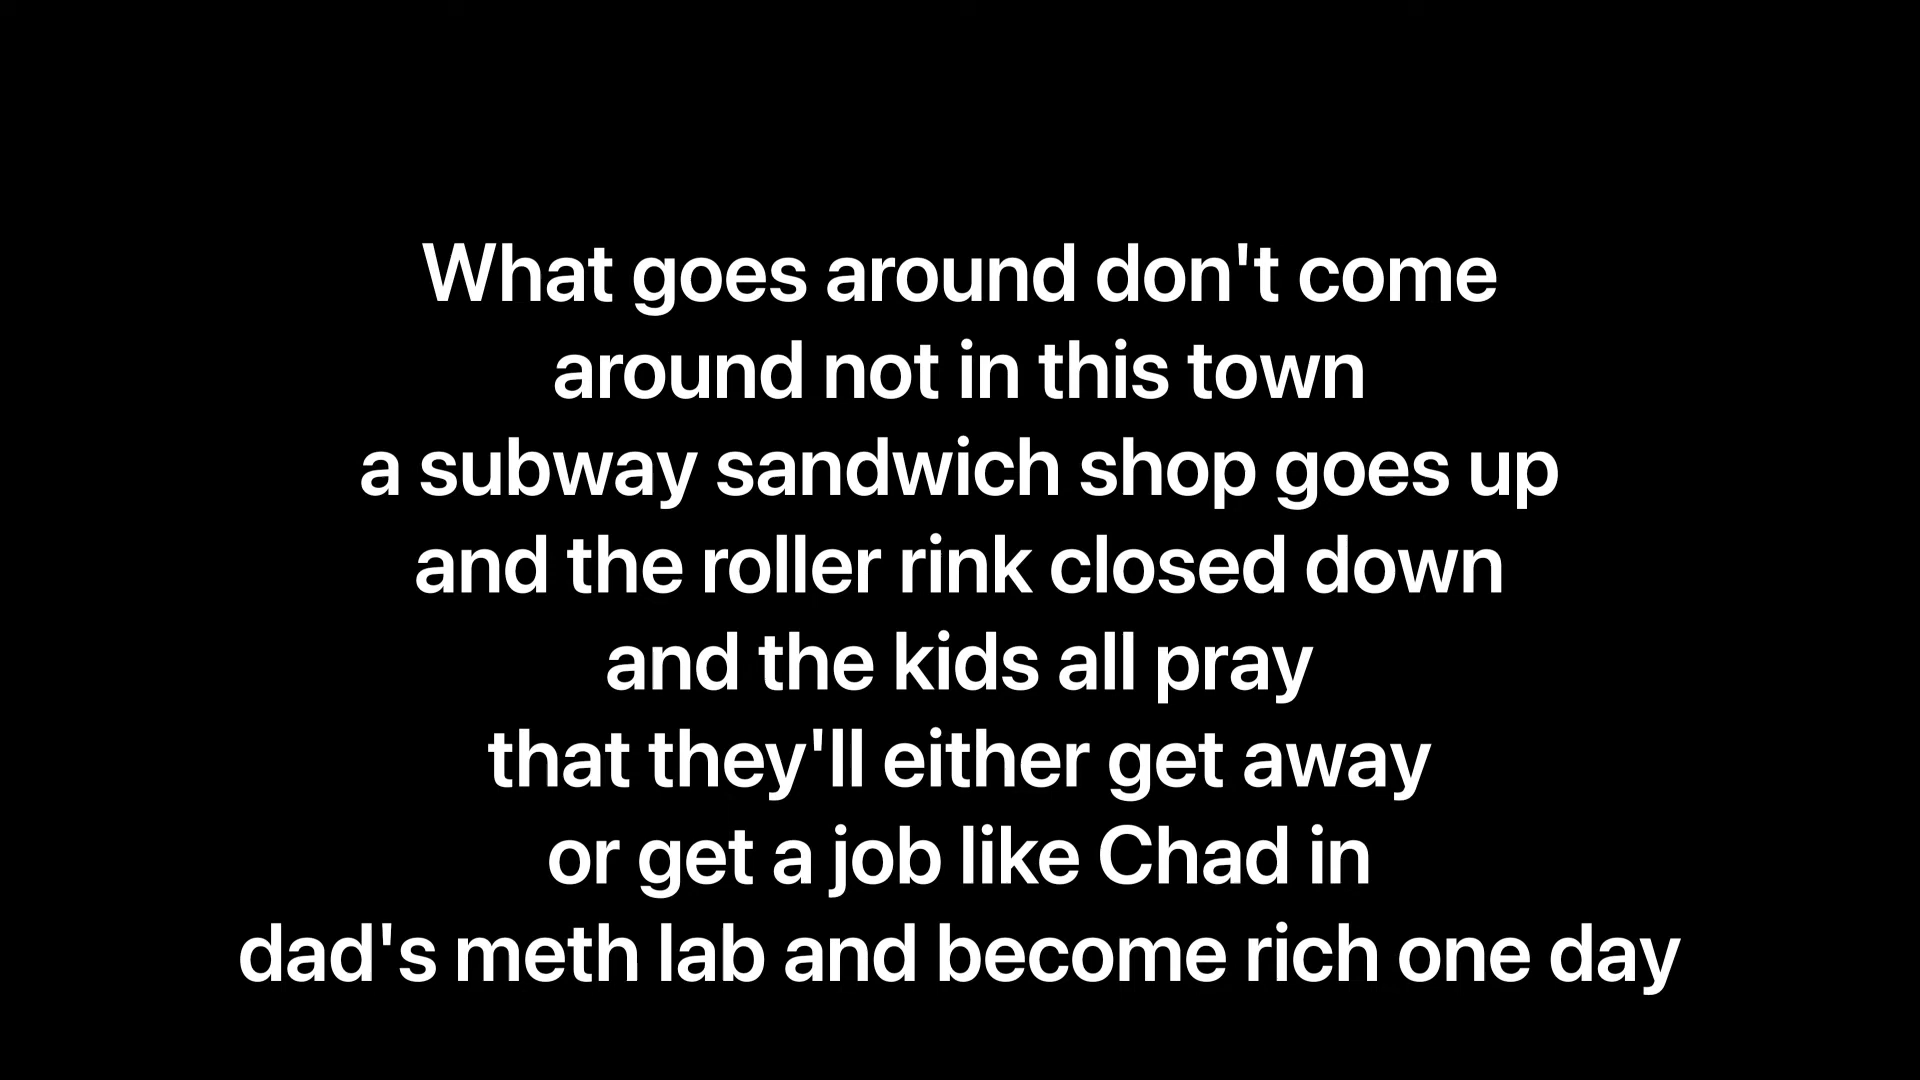 What goes around don't come
around not in this town
a subway sandwich shop goes up
and the roller rink closed down
and the kids all pray
that they'll either get away
or get a job like Chad in
dad's meth lab and become rich one day